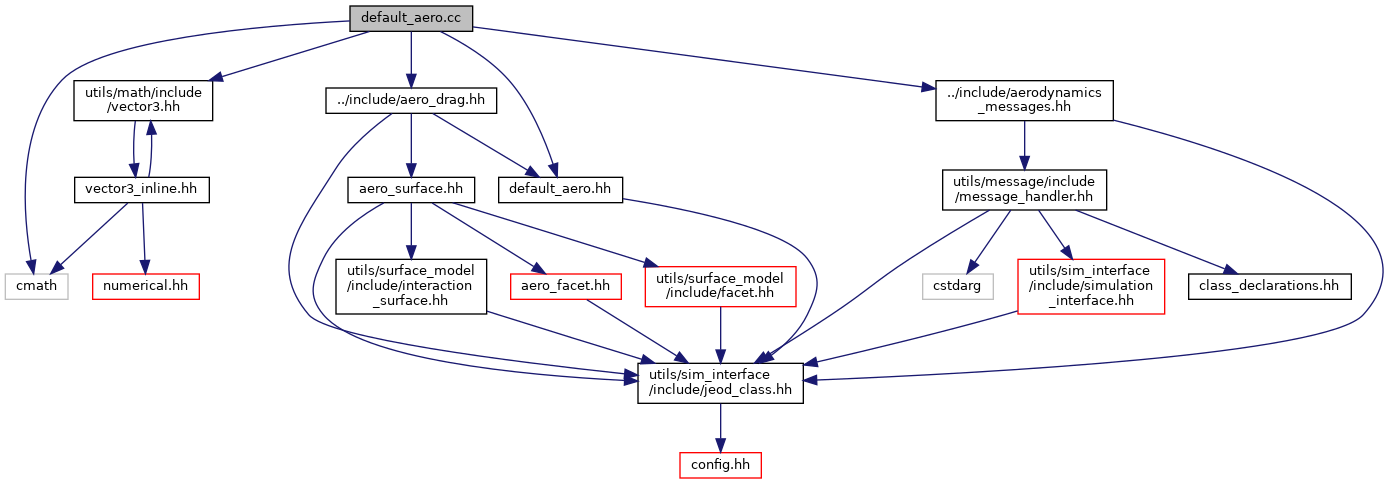 default_aero.cc
utils/math/include
/vector3.hh
../include/aero_drag.hh
../include/aerodynamics
_messages.hh
vector3_inline.hh
aero_surface.hh
default_aero.hh
utils/message/include
/message_handler.hh
cmath
numerical.hh
utils/surface_model
/include/interaction
_surface.hh
aero_facet.hh
utils/surface_model
/include/facet.hh
cstdarg
utils/sim_interface
/include/simulation
_interface.hh
class_declarations.hh
utils/sim_interface
/include/jeod_class.hh
config.hh